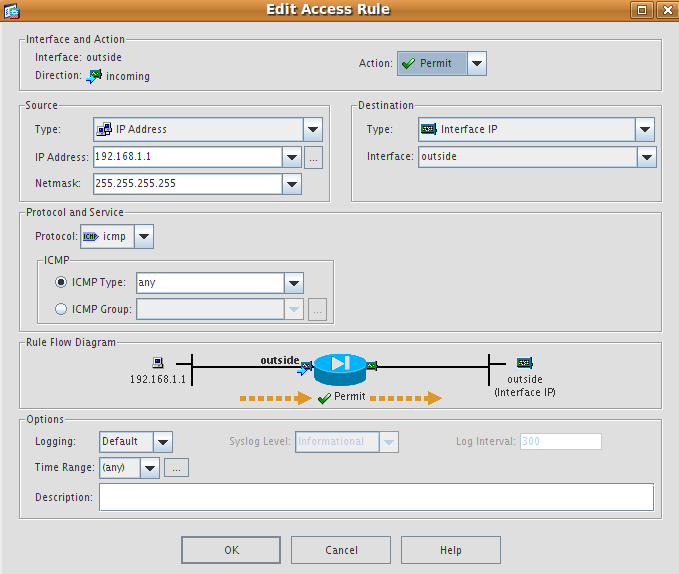 Edit Access Rule
Interface and Action
Interface: outside
Direction: incoming
Action: Permit
Source
Type: IP Address
IP Address: 192.168.1.1 ...
Netmask: 255.255.255.255
Destination
Type: Interface IP
Interface: outside
Protocol and Service
Protocol: ICMP icmp
ICMP
ICMP Type: any
ICMP Group: ...
Rule Flow Diagram
outside
192.168.1.1
Permit
outside
(Interface IP)
Options
Logging: Default Syslog Level: Informational Log Interval: 300
Time Range: (any) ...
Description:
OK Cancel Help